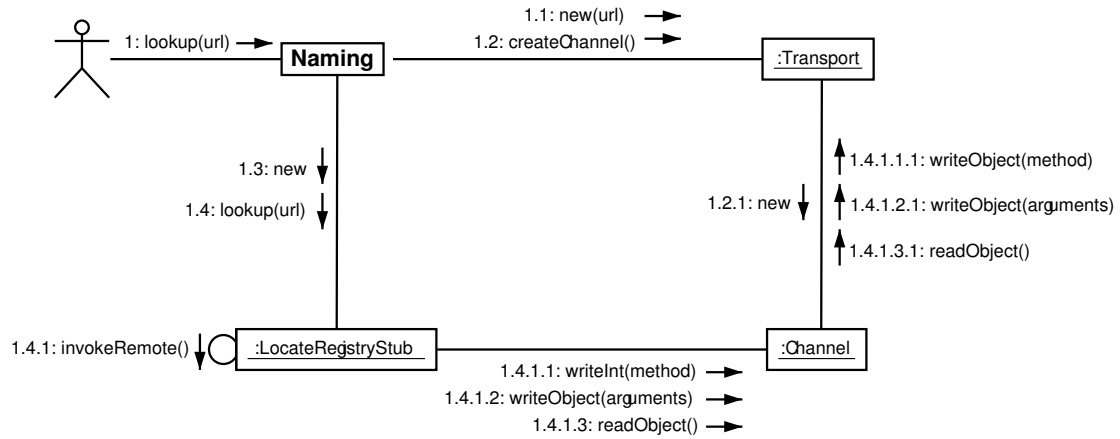 1.1: new(url)
1: lookup(url)
1.2: createChannel()
Naming
:Transport
1.3: new
1.4.1.1.1: writeObject(method)
1.4: lookup(url)
1.2.1: new
1.4.1.2.1: writeObject(arguments)
1.4.1.3.1: readObject()
1.4.1: invokeRemote()
:LocateRegistryStub
:Channel
1.4.1.1: writeInt(method)
1.4.1.2: writeObject(arguments)
1.4.1.3: readObject()